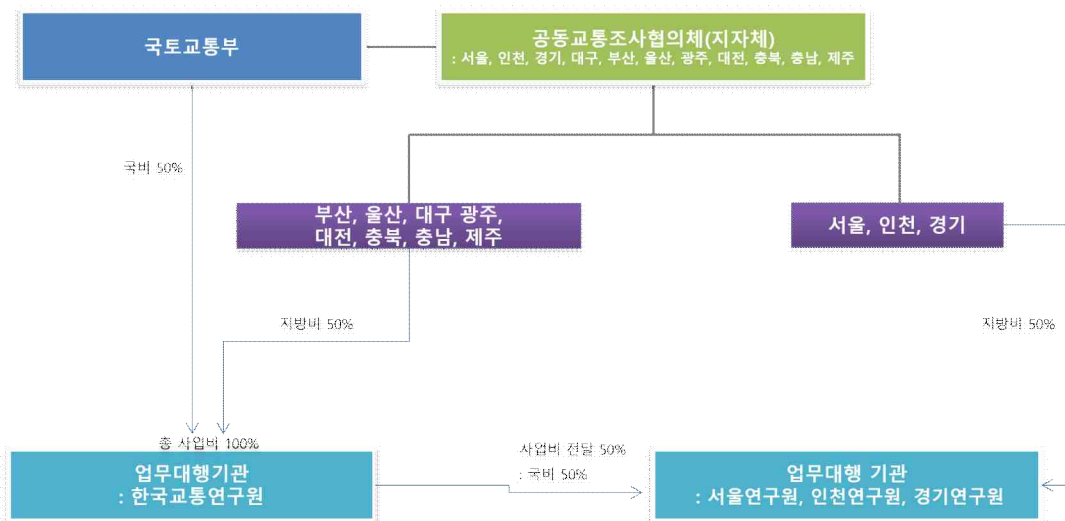 국토교통부
공동교통조사협의체(지자체)
: 서울, 인천, 경기, 대구, 부산, 울산, 광주, 대전, 충북, 충남, 제주
국비 50%
부산, 울산, 대구 광주,
대전, 충북, 충남, 제주
서울, 인천, 경기
지방비 50%
지방비 50%
총 사업비 100%
사업비 전달 50%
: 국비 50%
업무대행기관
: 한국교통연구원
업무대행 기관
: 서울연구원, 인천연구원, 경기연구원